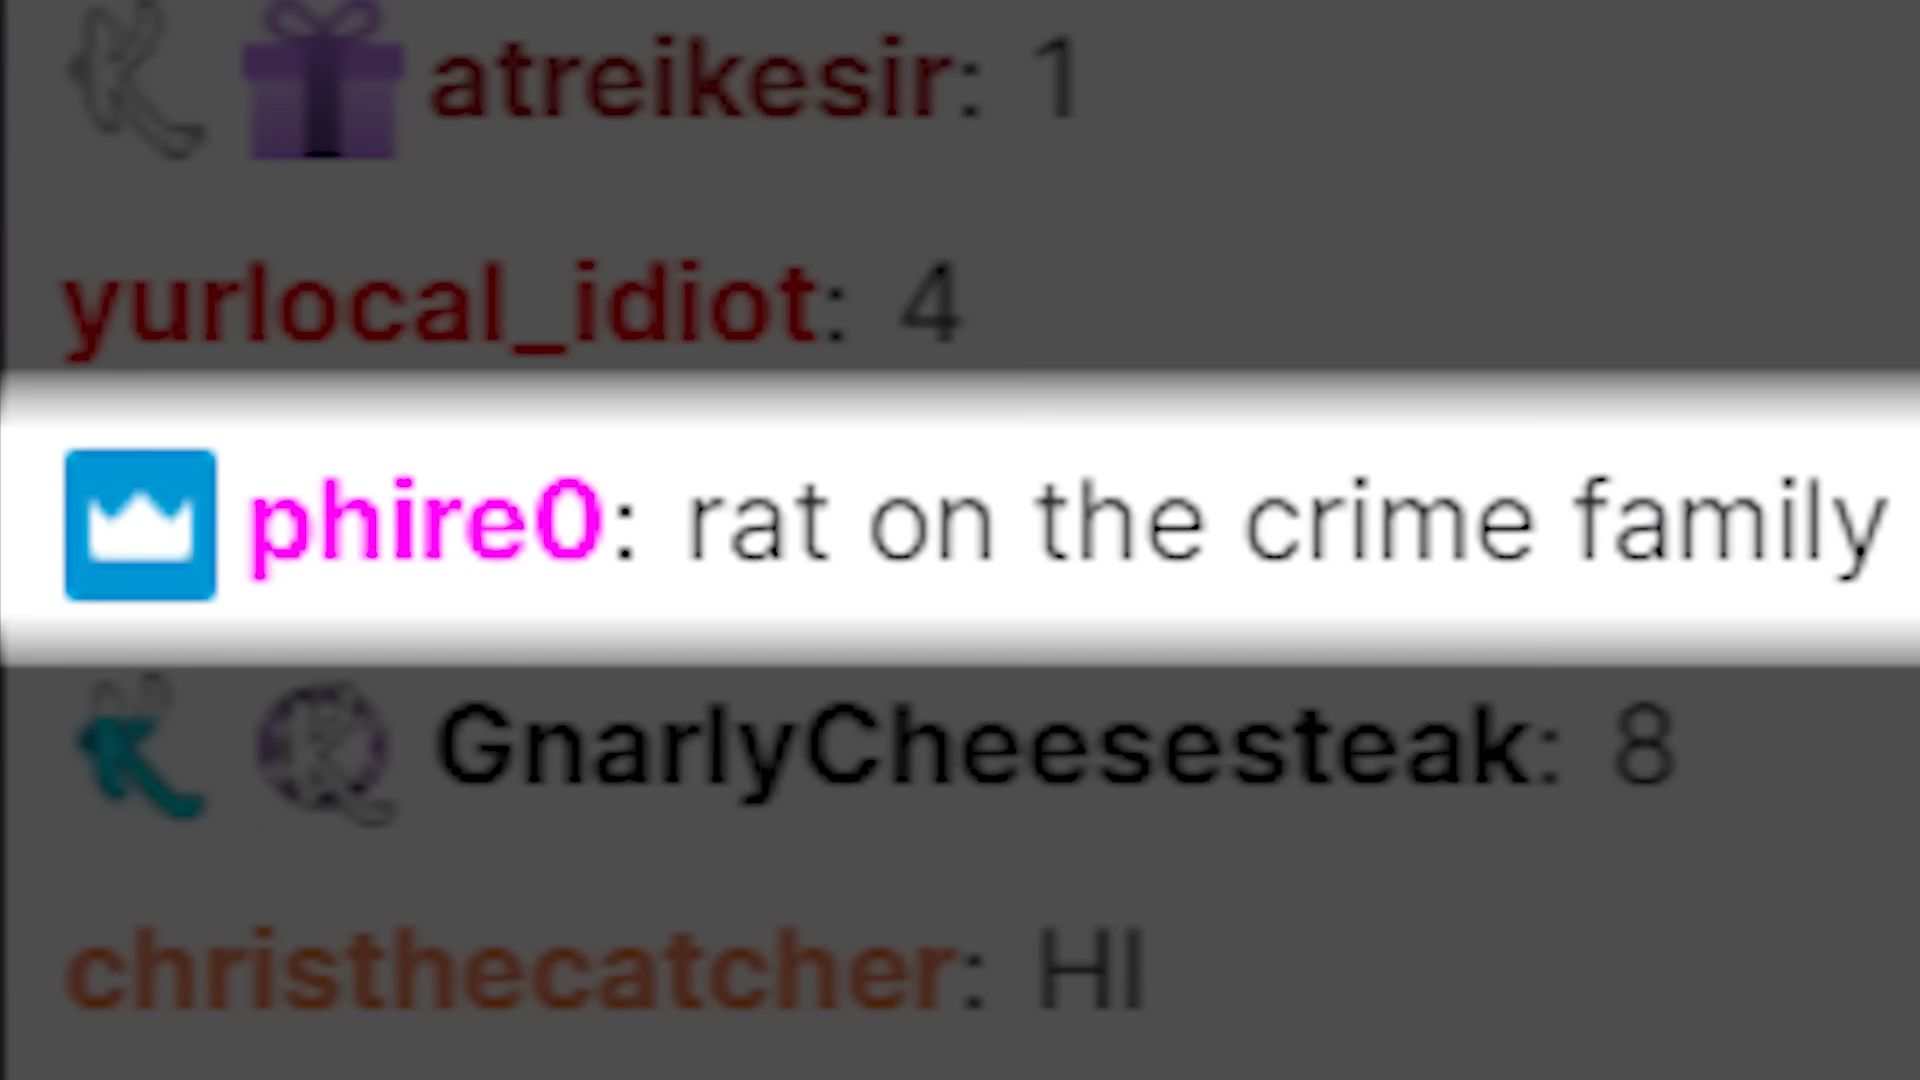 atreikesir: 1
yurlocal_idiot: 4
phire0: rat on the crime family
GnarlyCheesesteak: 8
christhecatcher: HI